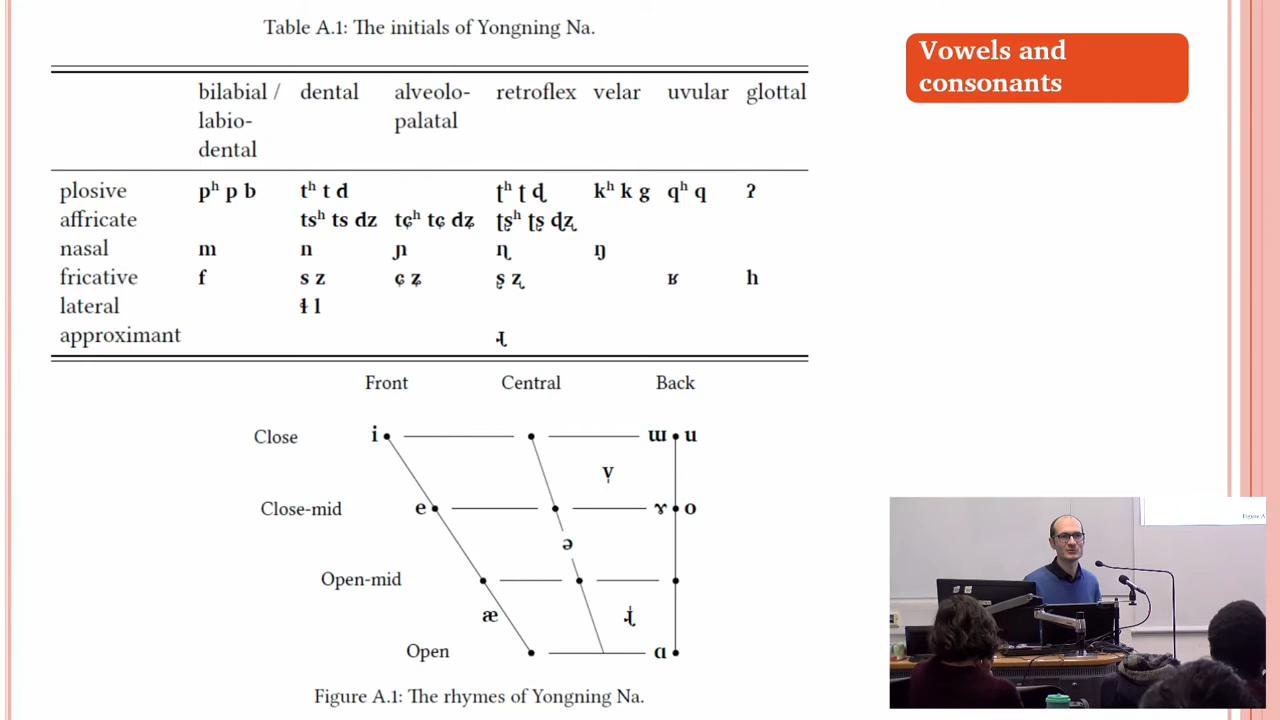 Table A.1: The initials of Yongning Na.
Vowels and
consonants
bilabial / dental alveolo- retroflex velar uvular glottal
labio- palatal
dental
plosive pʰ p b tʰ t d ʈʰ ʈ ɖ kʰ k g qʰ q ʔ
affricate tsʰ ts dz tɕʰ tɕ dʑ ʈʂʰ ʈʂ ɖʐ
nasal m n ɲ ɳ ŋ
fricative f s z ɕ ʑ ʂ ʐ ʁ h
lateral ɬ l
approximant ɻ
Front Central Back
Close i ɯ u
v̩
Close-mid e ɤ o
ə
Open-mid
æ ɻ̍
Open ɑ
Figure A.1: The rhymes of Yongning Na.
Figure A